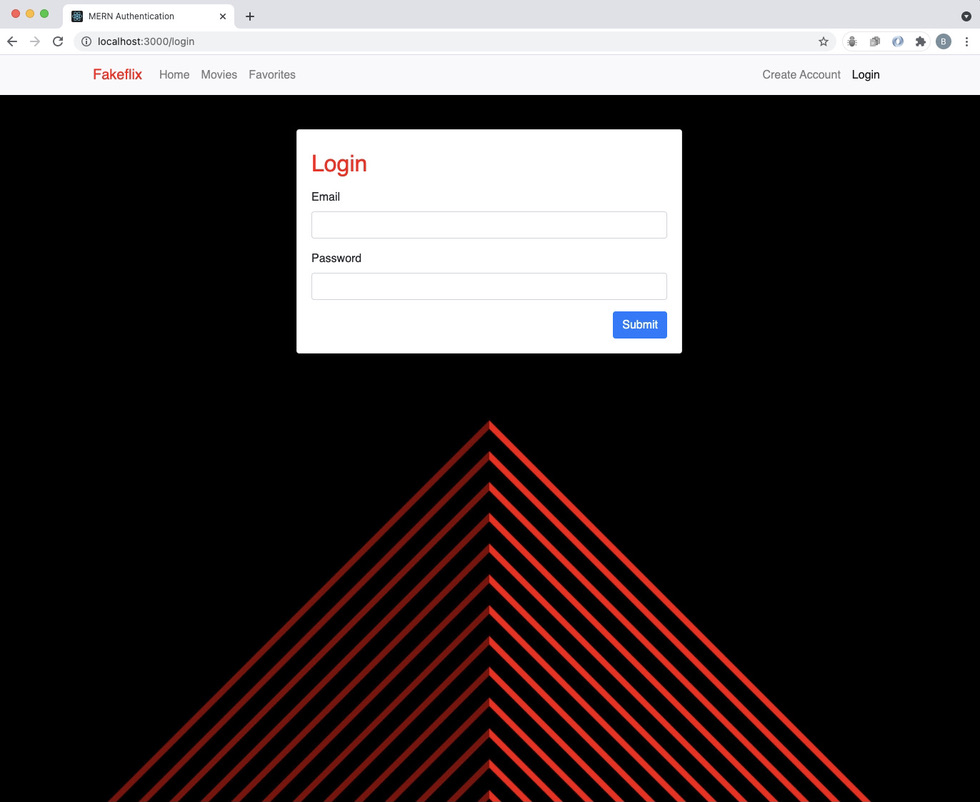 MERN Authentication
localhost:3000/login
B
Fakeflix Home Movies Favorites Create Account Login
Login
Email
Password
Submit